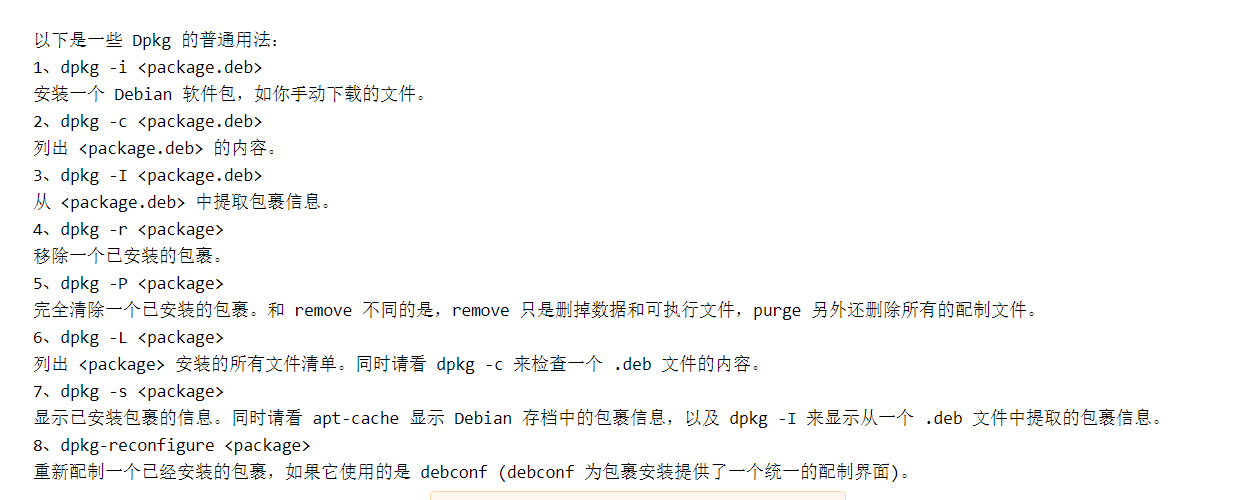 以下是一些 Dpkg 的普通用法：
1、dpkg -i <package.deb>
安装一个 Debian 软件包，如你手动下载的文件。
2、dpkg -c <package.deb>
列出 <package.deb> 的内容。
3、dpkg -I <package.deb>
从 <package.deb> 中提取包裹信息。
4、dpkg -r <package>
移除一个已安装的包裹。
5、dpkg -P <package>
完全清除一个已安装的包裹。和 remove 不同的是，remove 只是删掉数据和可执行文件，purge 另外还删除所有的配制文件。
6、dpkg -L <package>
列出 <package> 安装的所有文件清单。同时请看 dpkg -c 来检查一个 .deb 文件的内容。
7、dpkg -s <package>
显示已安装包裹的信息。同时请看 apt-cache 显示 Debian 存档中的包裹信息，以及 dpkg -I 来显示从一个 .deb 文件中提取的包裹信息。
8、dpkg-reconfigure <package>
重新配制一个已经安装的包裹，如果它使用的是 debconf (debconf 为包裹安装提供了一个统一的配制界面)。